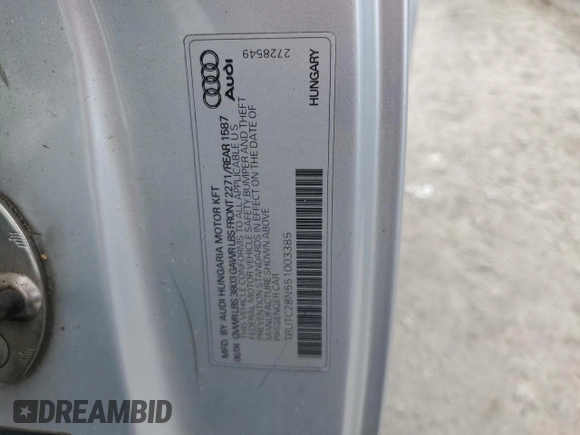 2728549
Audi
HUNGARY
MFD. BY AUDI HUNGARIA MOTOR KFT
06/04 GVWR LBS 3803 GAWR LBS FRONT 2271/REAR 1587
THIS VEHICLE CONFORMS TO ALL APPLICABLE U S
FEDERAL MOTOR VEHICLE SAFETY BUMPER AND THEFT
PREVENTION STANDARDS IN EFFECT ON THE DATE OF
MANUFACTURE SHOWN ABOVE
PASSENGER CAR
TRUTC28N551003385
DREAMBID